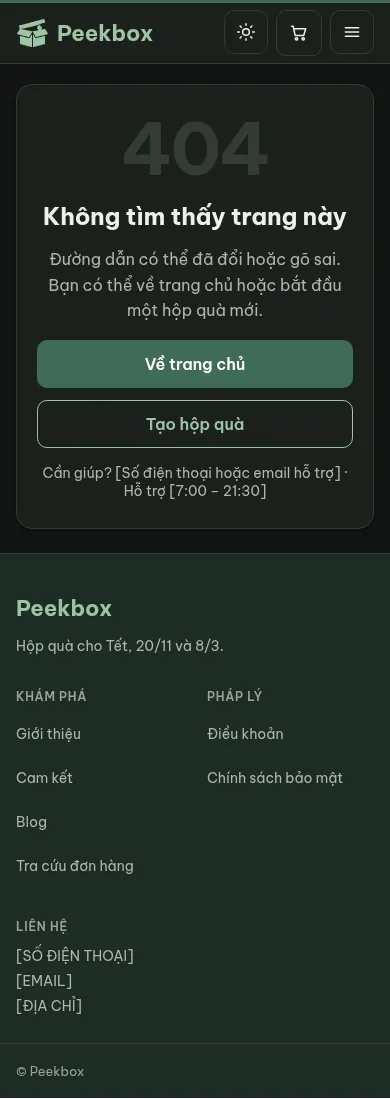 Peekbox
404
Không tìm thấy trang này
Đường dẫn có thể đã đổi hoặc gõ sai.
Bạn có thể về trang chủ hoặc bắt đầu
một hộp quà mới.
Về trang chủ
Tạo hộp quà
Cần giúp? [Số điện thoại hoặc email hỗ trợ] ·
Hỗ trợ [7:00 – 21:30]
Peekbox
Hộp quà cho Tết, 20/11 và 8/3.
KHÁM PHÁ
Giới thiệu
Cam kết
Blog
Tra cứu đơn hàng
PHÁP LÝ
Điều khoản
Chính sách bảo mật
LIÊN HỆ
[SỐ ĐIỆN THOẠI]
[EMAIL]
[ĐỊA CHỈ]
© Peekbox